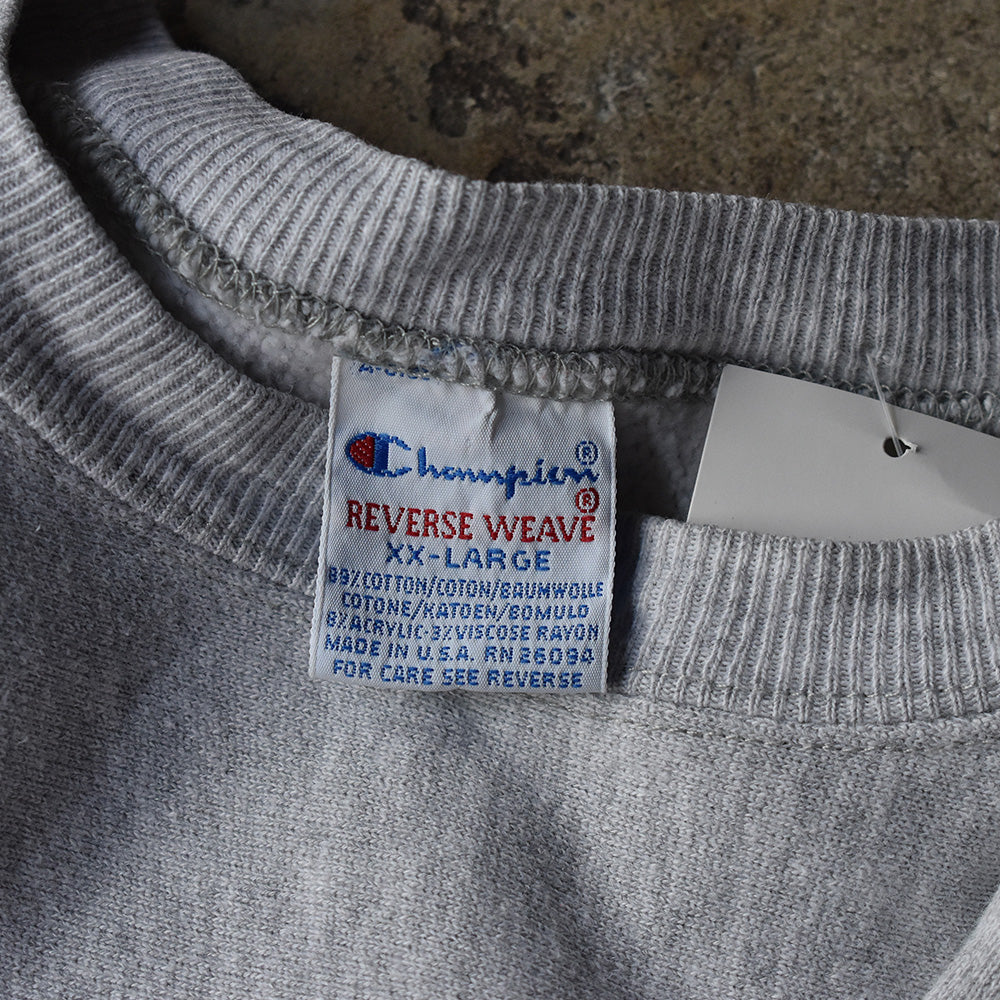 Champion®
REVERSE WEAVE®
XX-LARGE
89% COTTON/COTON/BAUMWOLLE
COTONE/KATOEN/BOMULD
8% ACRYLIC-3% VISCOSE RAYON
MADE IN U.S.A. RN 26094
FOR CARE SEE REVERSE